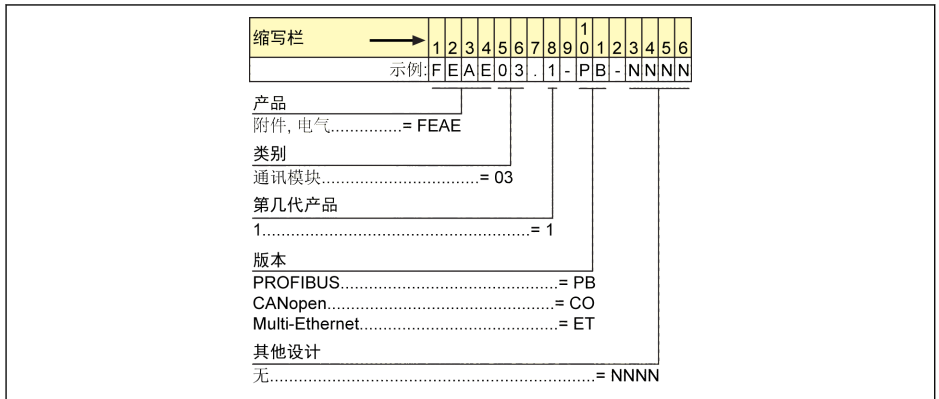 缩写栏 1 2 3 4 5 6 7 8 9 10 1 2 3 4 5 6
示例: F E A E 0 3 . 1 - P B - N N N N
产品
附件, 电气...............= FEAE
类别
通讯模块.................................= 03
第几代产品
1........................................................= 1
版本
PROFIBUS..............................................= PB
CANopen................................................= CO
Multi-Ethernet..........................................= ET
其他设计
无....................................................................= NNNN